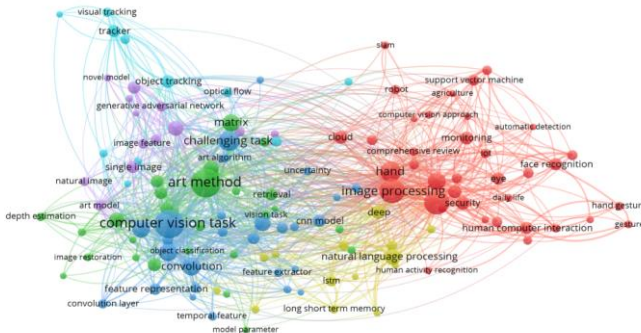 visual tracking
tracker
slam
novel model
object tracking
optical flow
robot
support vector machine
agriculture
generative adversarial network
matrix
computer vision approach
automatic detection
image feature
challenging task
cloud
monitoring
art algorithm
comprehensive review
iot
single image
face recognition
uncertainty
hand
natural image
art method
image processing
eye
retrieval
daily life
art model
deep
security
hand gesture
depth estimation
computer vision task
vision task
cnn model
human computer interaction
gesture
object classification
natural language processing
image restoration
convolution
feature extractor
human activity recognition
feature representation
lstm
convolution layer
temporal feature
long short term memory
model parameter